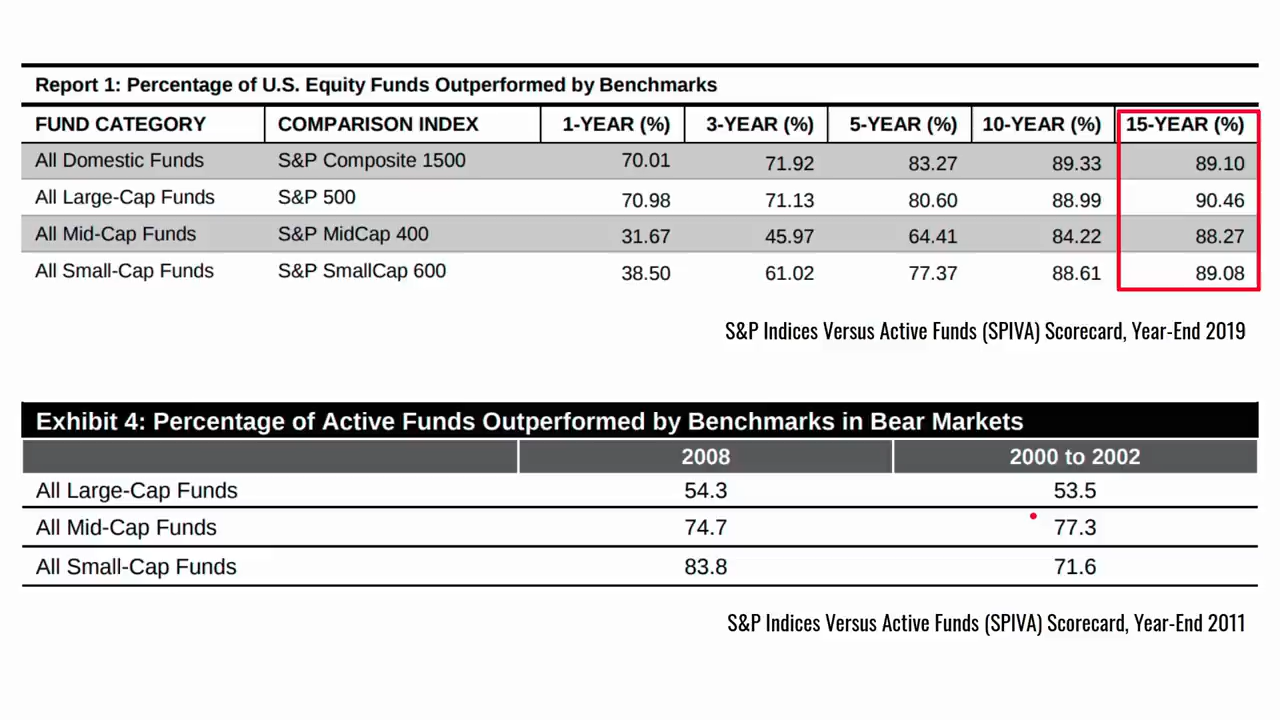 Report 1: Percentage of U.S. Equity Funds Outperformed by Benchmarks
FUND CATEGORY COMPARISON INDEX 1-YEAR (%) 3-YEAR (%) 5-YEAR (%) 10-YEAR (%) 15-YEAR (%)
All Domestic Funds S&P Composite 1500 70.01 71.92 83.27 89.33 89.10
All Large-Cap Funds S&P 500 70.98 71.13 80.60 88.99 90.46
All Mid-Cap Funds S&P MidCap 400 31.67 45.97 64.41 84.22 88.27
All Small-Cap Funds S&P SmallCap 600 38.50 61.02 77.37 88.61 89.08
S&P Indices Versus Active Funds (SPIVA) Scorecard, Year-End 2019
Exhibit 4: Percentage of Active Funds Outperformed by Benchmarks in Bear Markets
2008 2000 to 2002
All Large-Cap Funds 54.3 53.5
All Mid-Cap Funds 74.7 77.3
All Small-Cap Funds 83.8 71.6
S&P Indices Versus Active Funds (SPIVA) Scorecard, Year-End 2011